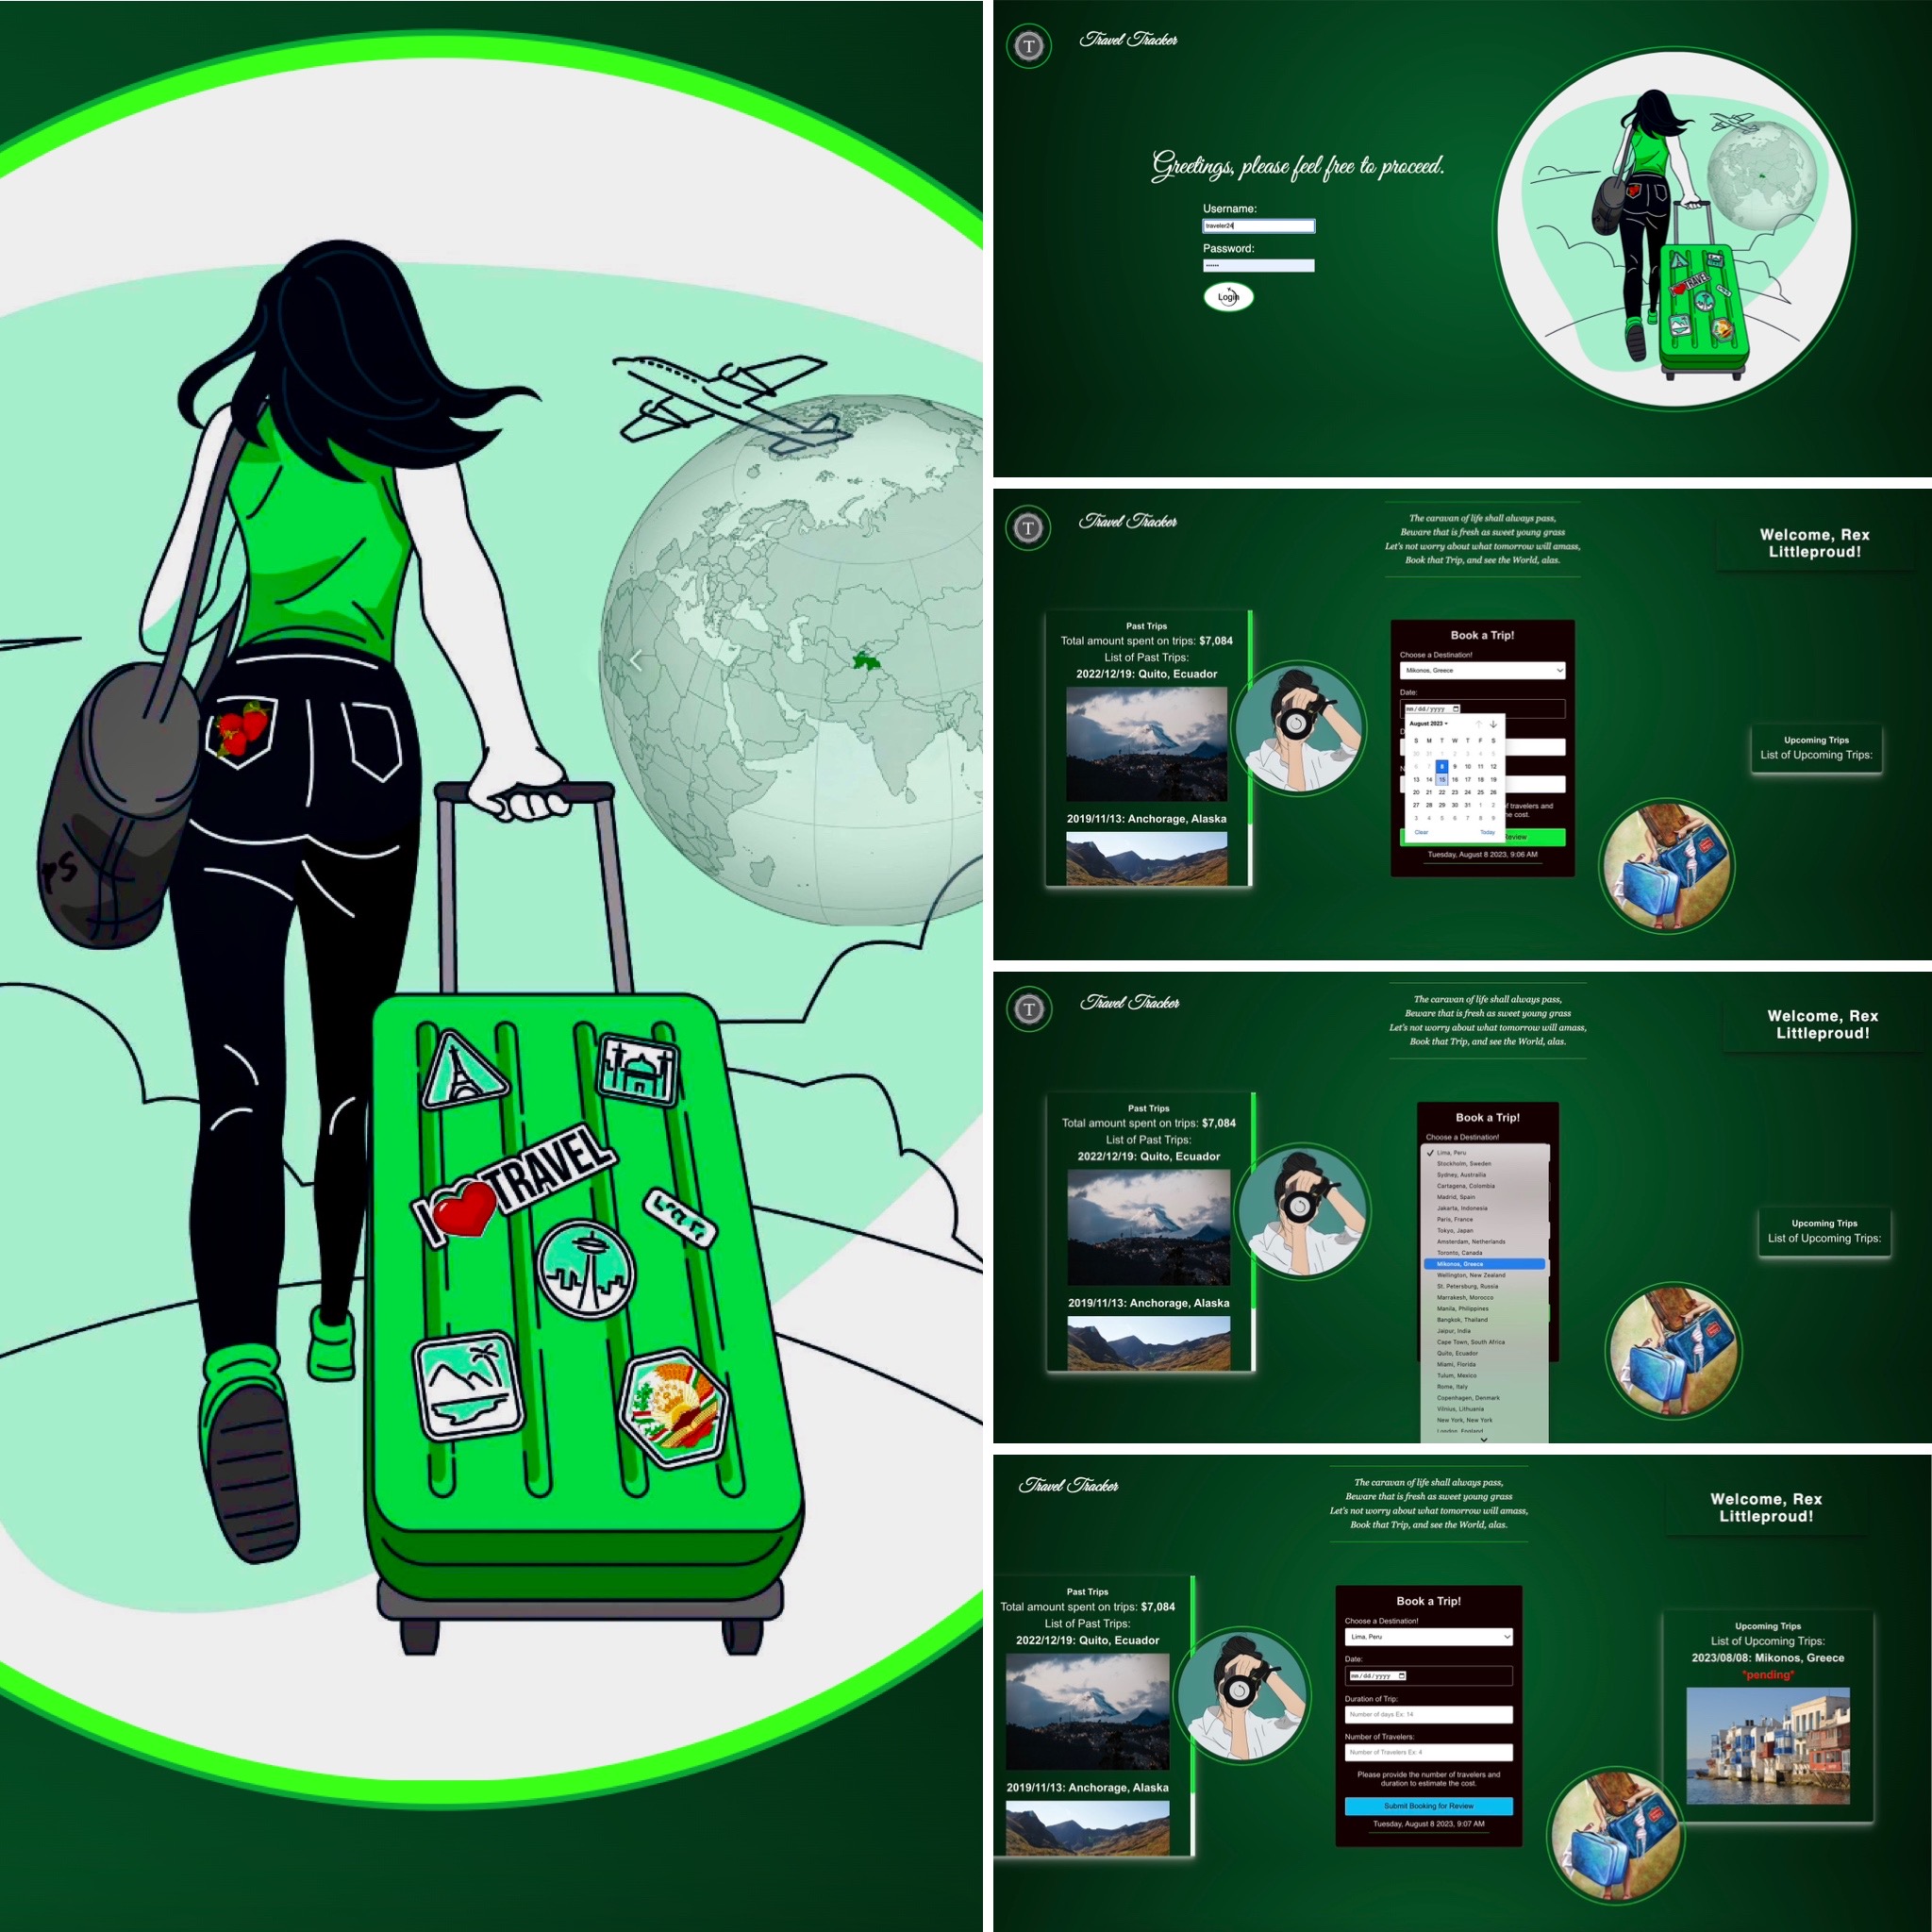 PS
I TRAVEL
T
Travel Tracker
Greetings, please feel free to proceed.
Username:
traveler24
Password:
Login
T
Travel Tracker
The caravan of life shall always pass,
Beware that is fresh as sweet young grass
Let's not worry about what tomorrow will amass,
Book that Trip, and see the World, alas.
Welcome, Rex
Littleproud!
Past Trips
Total amount spent on trips: $7,084
List of Past Trips:
2022/12/19: Quito, Ecuador
2019/11/13: Anchorage, Alaska
Book a Trip!
Choose a Destination!
Mikonos, Greece
Date:
mm/dd/yyyy
August 2023
S M T W T F S
30 31 1 2 3 4 5
6 7 8 9 10 11 12
13 14 15 16 17 18 19
20 21 22 23 24 25 26
27 28 29 30 31 1 2
3 4 5 6 7 8 9
Clear Today
of travelers and
he cost.
Review
Tuesday, August 8 2023, 9:06 AM
Upcoming Trips
List of Upcoming Trips:
T
Travel Tracker
The caravan of life shall always pass,
Beware that is fresh as sweet young grass
Let's not worry about what tomorrow will amass,
Book that Trip, and see the World, alas.
Welcome, Rex
Littleproud!
Past Trips
Total amount spent on trips: $7,084
List of Past Trips:
2022/12/19: Quito, Ecuador
2019/11/13: Anchorage, Alaska
Book a Trip!
Choose a Destination!
Lima, Peru
Stockholm, Sweden
Sydney, Austrailia
Cartagena, Colombia
Madrid, Spain
Jakarta, Indonesia
Paris, France
Tokyo, Japan
Amsterdam, Netherlands
Toronto, Canada
Mikonos, Greece
Wellington, New Zealand
St. Petersburg, Russia
Marrakesh, Morocco
Manila, Philippines
Bangkok, Thailand
Jaipur, India
Cape Town, South Africa
Quito, Ecuador
Miami, Florida
Tulum, Mexico
Rome, Italy
Copenhagen, Denmark
Vilnius, Lithuania
New York, New York
London, England
Upcoming Trips
List of Upcoming Trips:
Travel Tracker
The caravan of life shall always pass,
Beware that is fresh as sweet young grass
Let's not worry about what tomorrow will amass,
Book that Trip, and see the World, alas.
Welcome, Rex
Littleproud!
Past Trips
Total amount spent on trips: $7,084
List of Past Trips:
2022/12/19: Quito, Ecuador
2019/11/13: Anchorage, Alaska
Book a Trip!
Choose a Destination!
Lima, Peru
Date:
mm/dd/yyyy
Duration of Trip:
Number of days Ex: 14
Number of Travelers:
Number of Travelers Ex: 4
Please provide the number of travelers and
duration to estimate the cost.
Submit Booking for Review
Tuesday, August 8 2023, 9:07 AM
Upcoming Trips
List of Upcoming Trips:
2023/08/08: Mikonos, Greece
*pending*